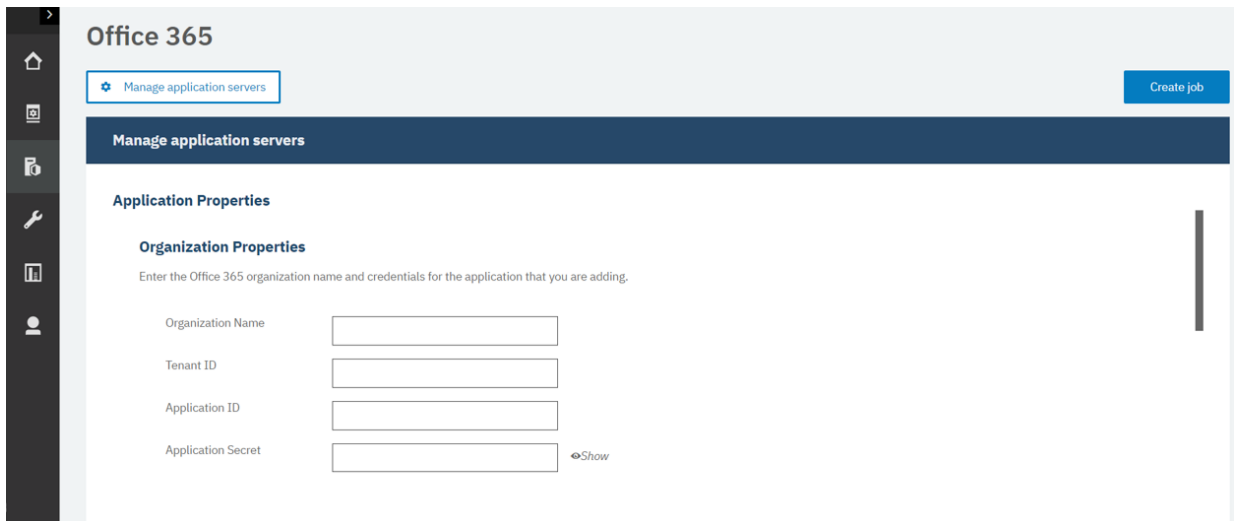 Office 365
Manage application servers
Create job
Manage application servers
Application Properties
Organization Properties
Enter the Office 365 organization name and credentials for the application that you are adding.
Organization Name
Tenant ID
Application ID
Application Secret
Show